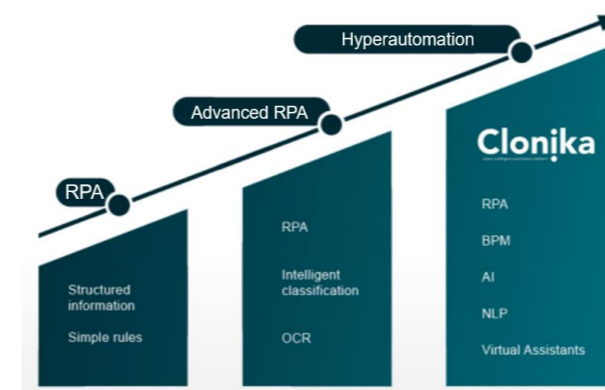 Hyperautomation
Advanced RPA
RPA
Structured
information
Simple rules
RPA
Intelligent
classification
OCR
Clonika
RPA
BPM
AI
NLP
Virtual Assistants